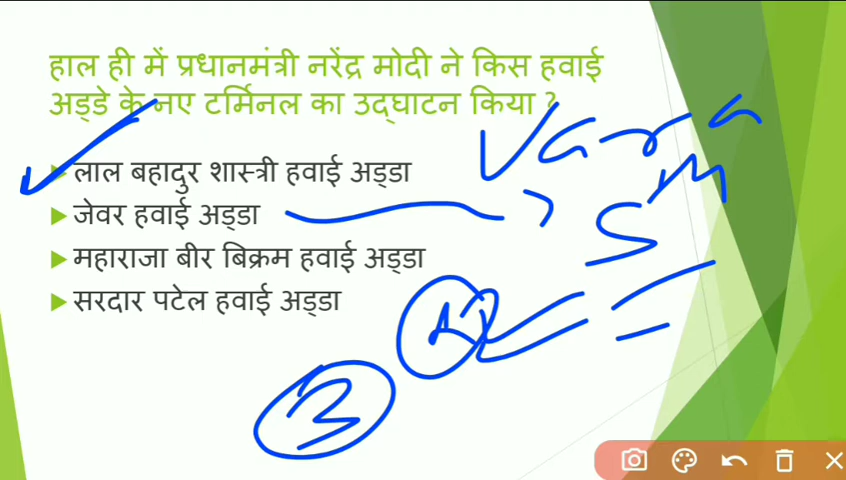 हाल ही में प्रधानमंत्री नरेंद्र मोदी ने किस हवाई
अड्डे के नए टर्मिनल का उद्घाटन किया ?
लाल बहादुर शास्त्री हवाई अड्डा
जेवर हवाई अड्डा
महाराजा बीर बिक्रम हवाई अड्डा
सरदार पटेल हवाई अड्डा
3